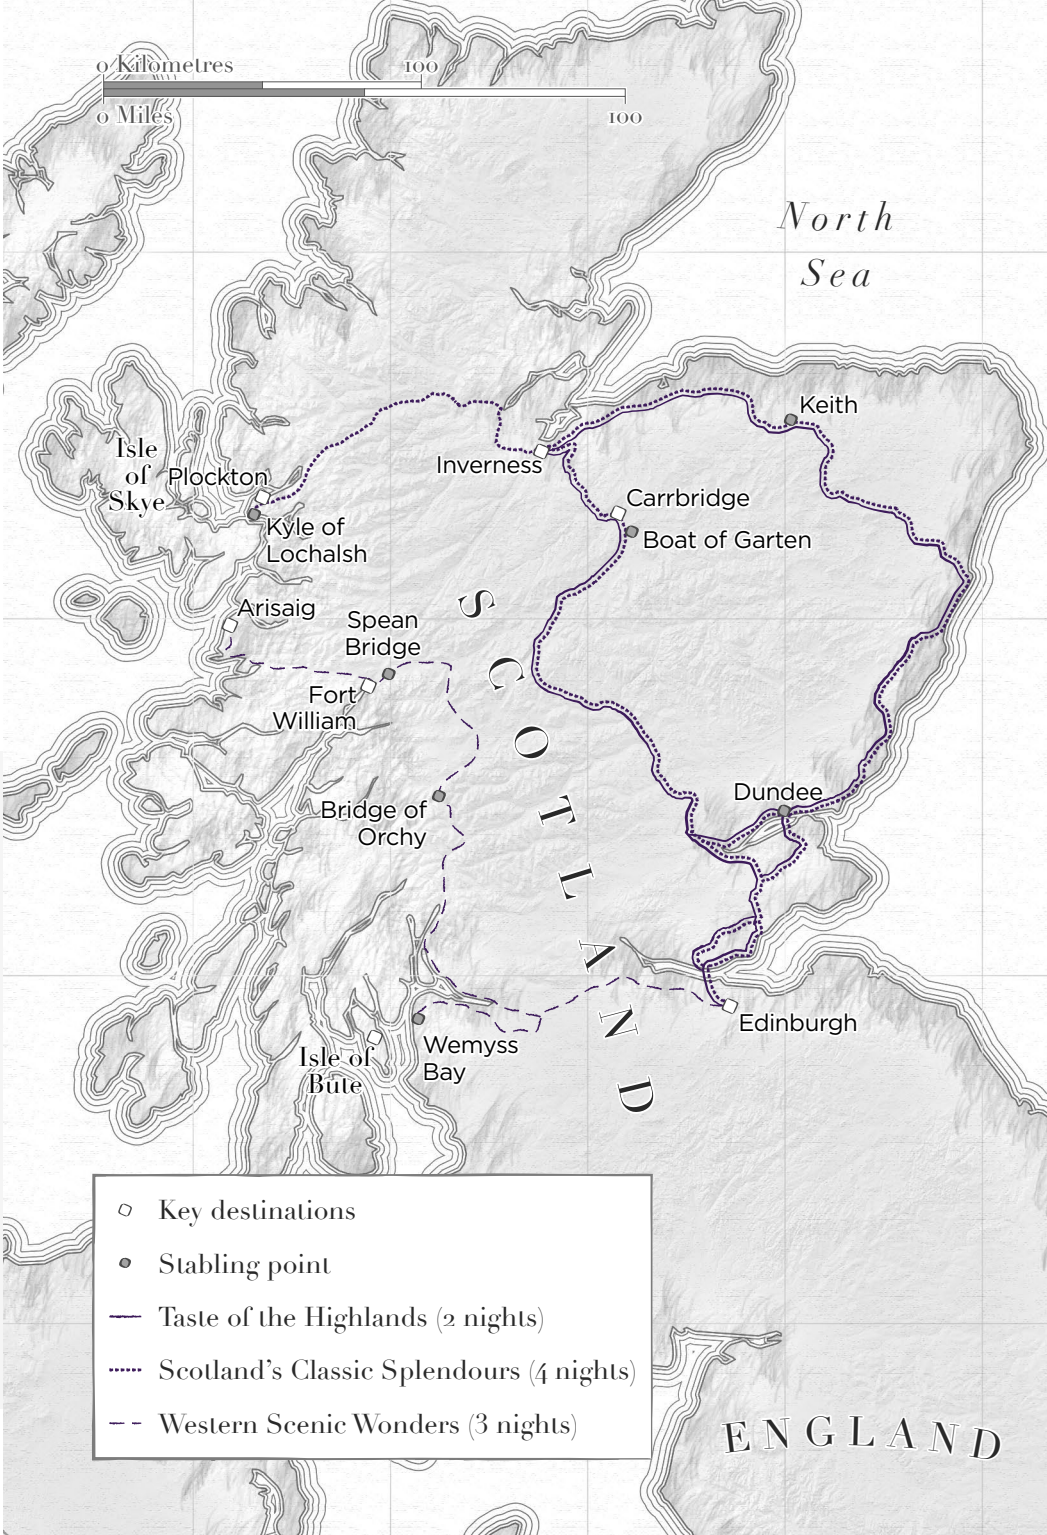 0 Kilometres 100
0 Miles 100
North
Sea
Keith
Isle
of
Skye
Plockton
Inverness
Kyle of
Lochalsh
Carrbridge
Boat of Garten
Arisaig
Spean
Bridge
Fort
William
SCOTLAND
Bridge of
Orchy
Dundee
Edinburgh
Isle of
Bute
Wemyss
Bay
Key destinations
Stabling point
Taste of the Highlands (2 nights)
Scotland's Classic Splendours (4 nights)
Western Scenic Wonders (3 nights)
ENGLAND